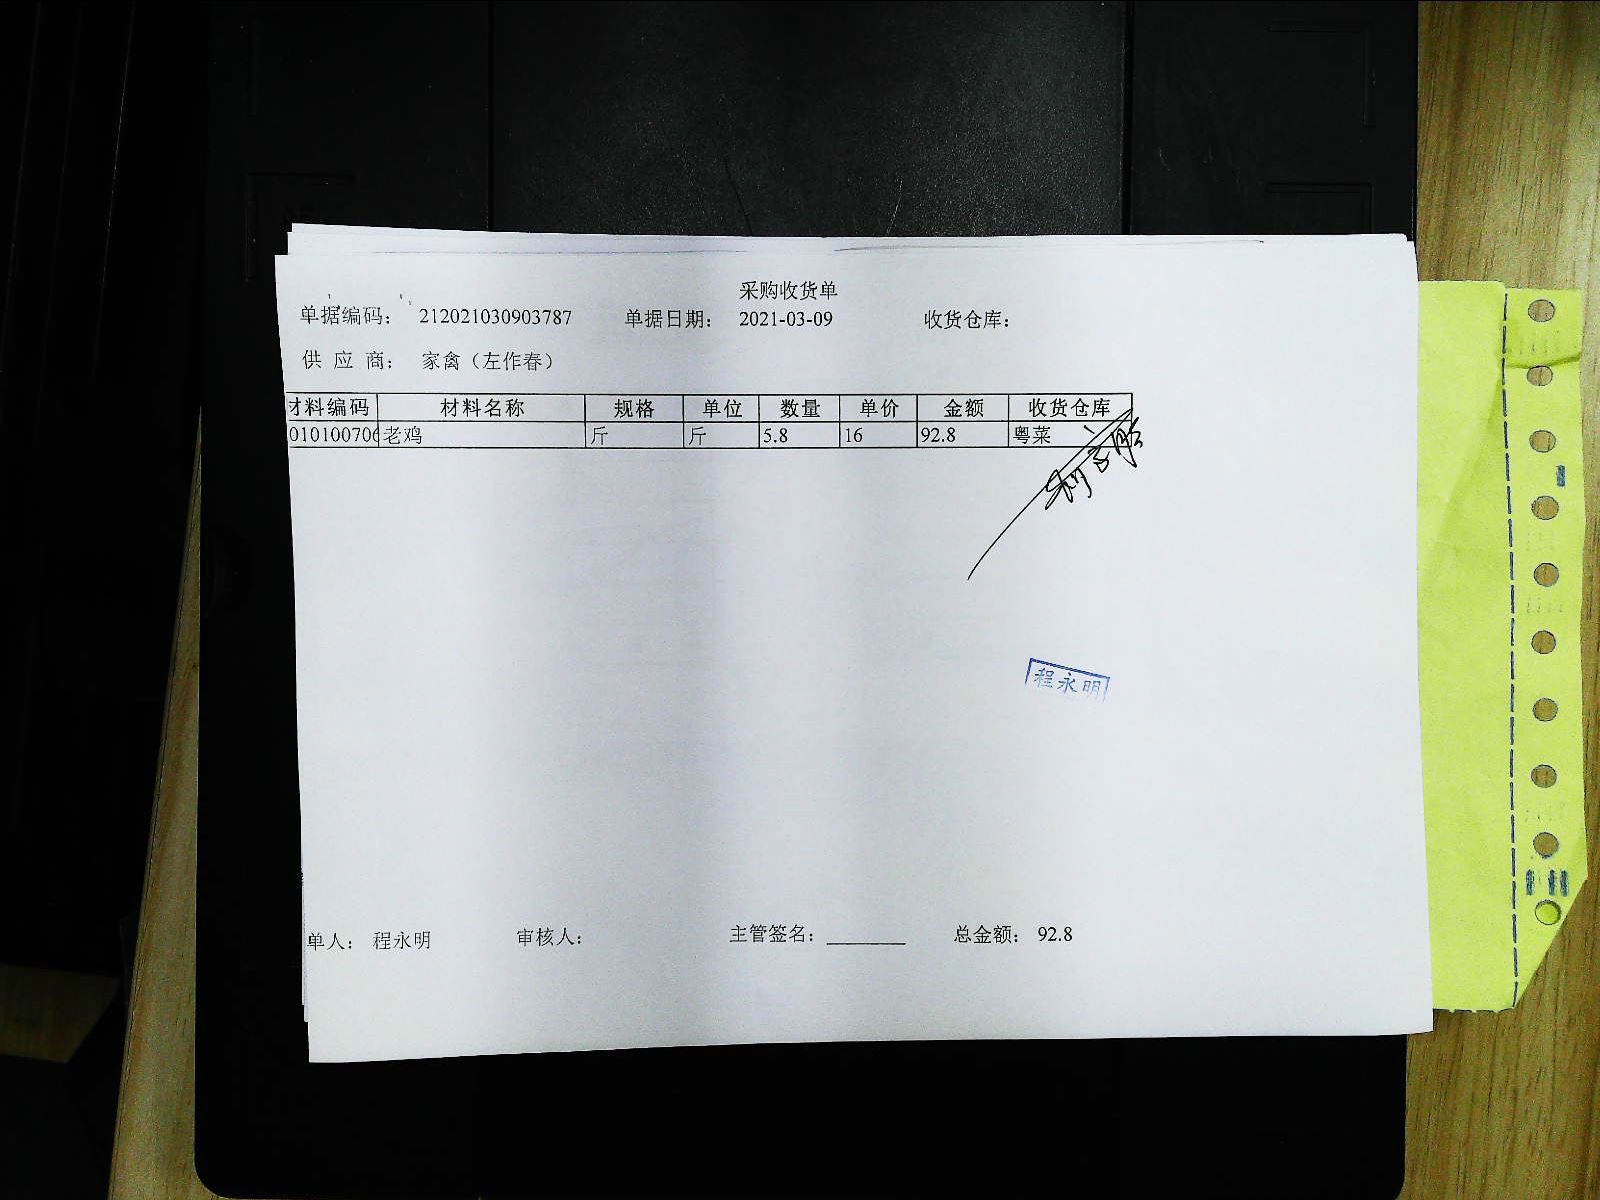 采购收货单
单据编码： 212021030903787 单据日期： 2021-03-09 收货仓库：
供 应 商： 家禽（左作春）
材料编码 材料名称 规格 单位 数量 单价 金额 收货仓库
010100706 老鸡 斤 斤 5.8 16 92.8 粤菜
程永明
单人： 程永明 审核人： 主管签名： ________ 总金额： 92.8